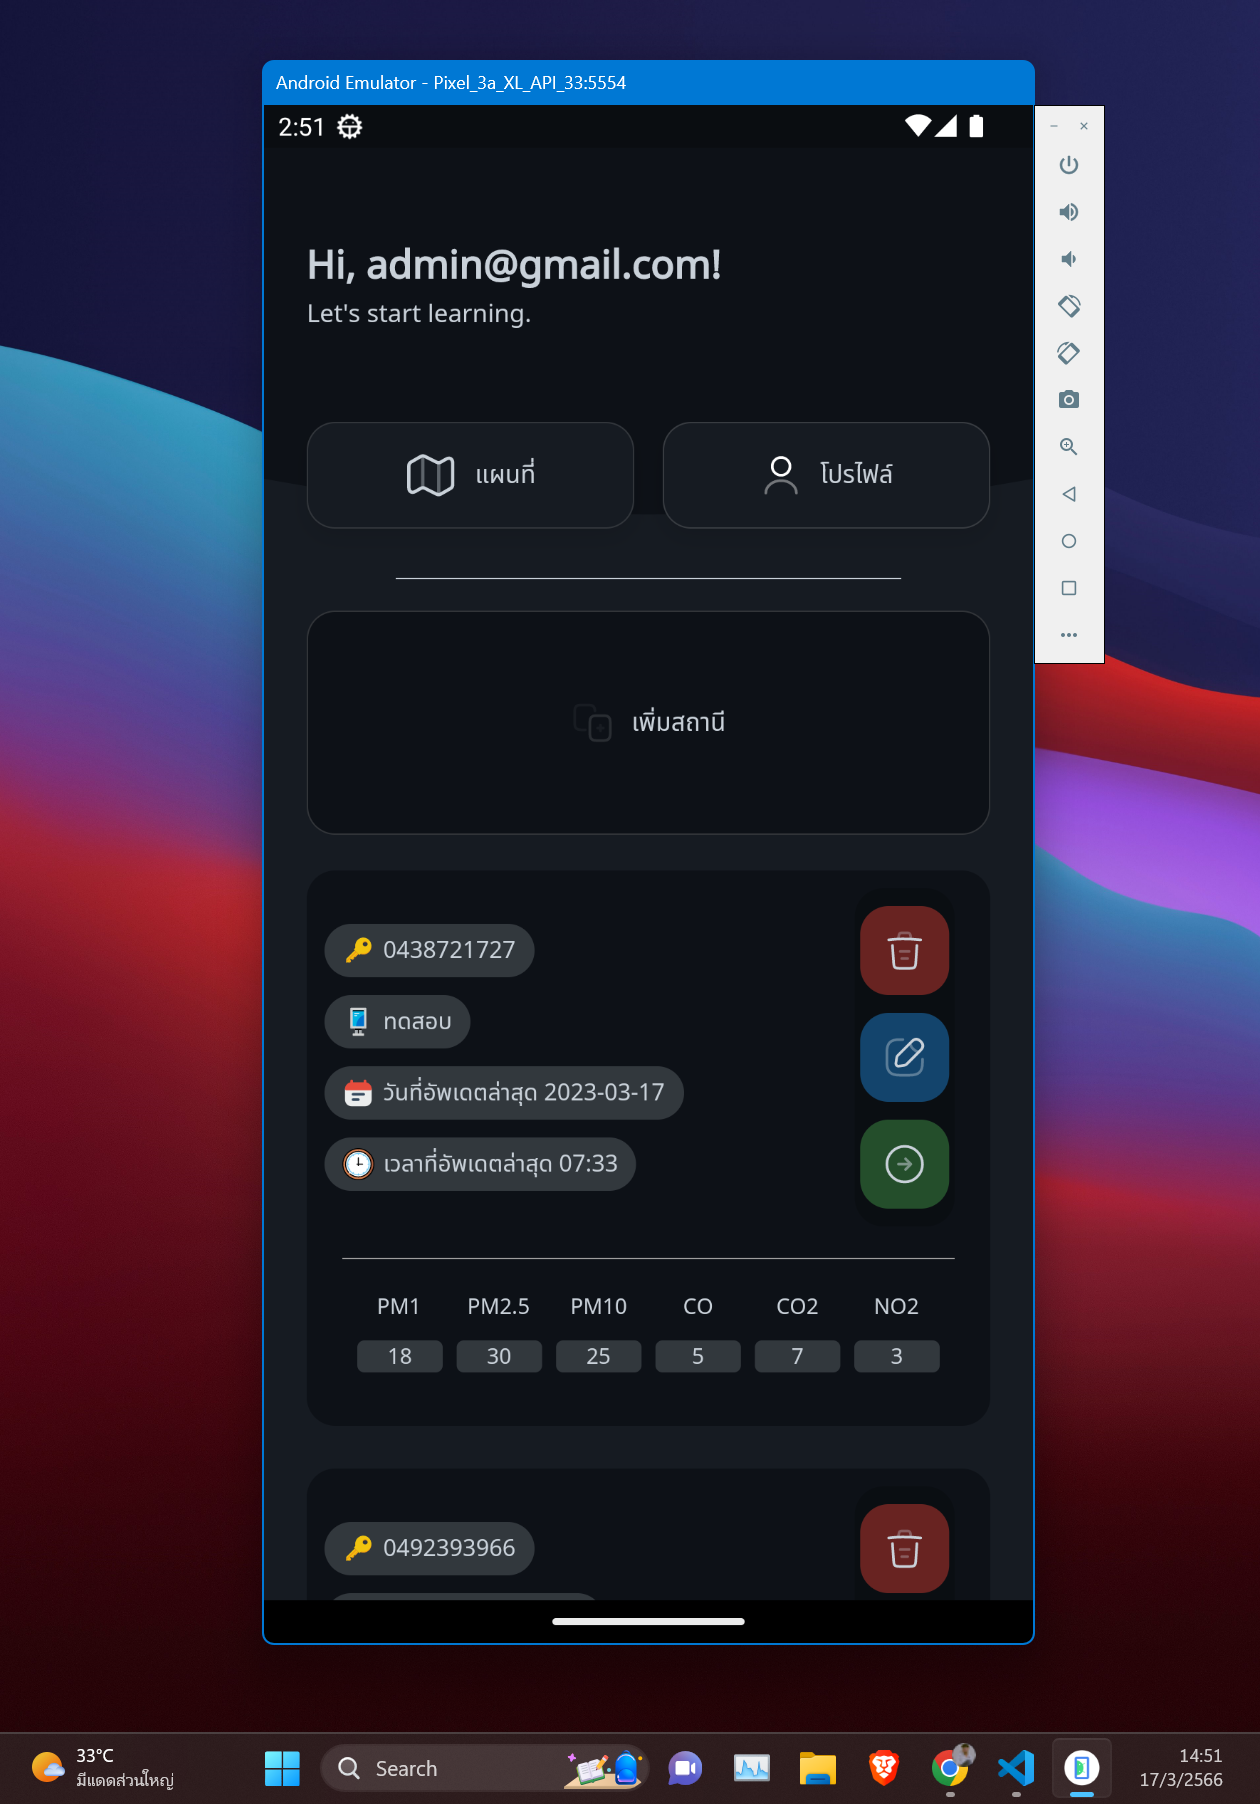 Android Emulator - Pixel_3a_XL_API_33:5554
2:51
Hi, admin@gmail.com!
Let's start learning.
แผนที่
โปรไฟล์
เพิ่มสถานี
0438721727
ทดสอบ
วันที่อัพเดตล่าสุด 2023-03-17
เวลาที่อัพเดตล่าสุด 07:33
PM1 PM2.5 PM10 CO CO2 NO2
18 30 25 5 7 3
0492393966
33°C
มีแดดส่วนใหญ่
Search
14:51
17/3/2566